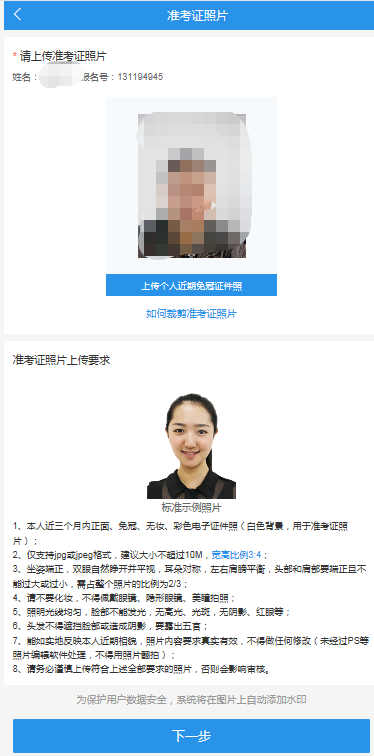 准考证照片
* 请上传准考证照片
姓名： 报名号：131194945
上传个人近期免冠证件照
如何裁剪准考证照片
准考证照片上传要求
标准示例照片
1、本人近三个月内正面、免冠、无妆、彩色电子证件照（白色背景，用于准考证照
片）；
2、仅支持jpg或jpeg格式，建议大小不超过10M，宽高比例3:4；
3、坐姿端正，双眼自然睁开并平视，耳朵对称，左右肩膀平衡，头部和肩部要端正且不
能过大或过小，需占整个照片的比例为2/3；
4、请不要化妆，不得佩戴眼镜、隐形眼镜、美瞳拍照；
5、照明光线均匀，脸部不能发光，无高光、光斑，无阴影、红眼等；
6、头发不得遮挡脸部或造成阴影，要露出五官；
7、能如实地反映本人近期相貌，照片内容要求真实有效，不得做任何修改（未经过PS等
照片编辑软件处理，不得用照片翻拍）；
8、请务必谨慎上传符合上述全部要求的照片，否则会影响审核。
为保护用户数据安全，系统将在图片上自动添加水印
下一步